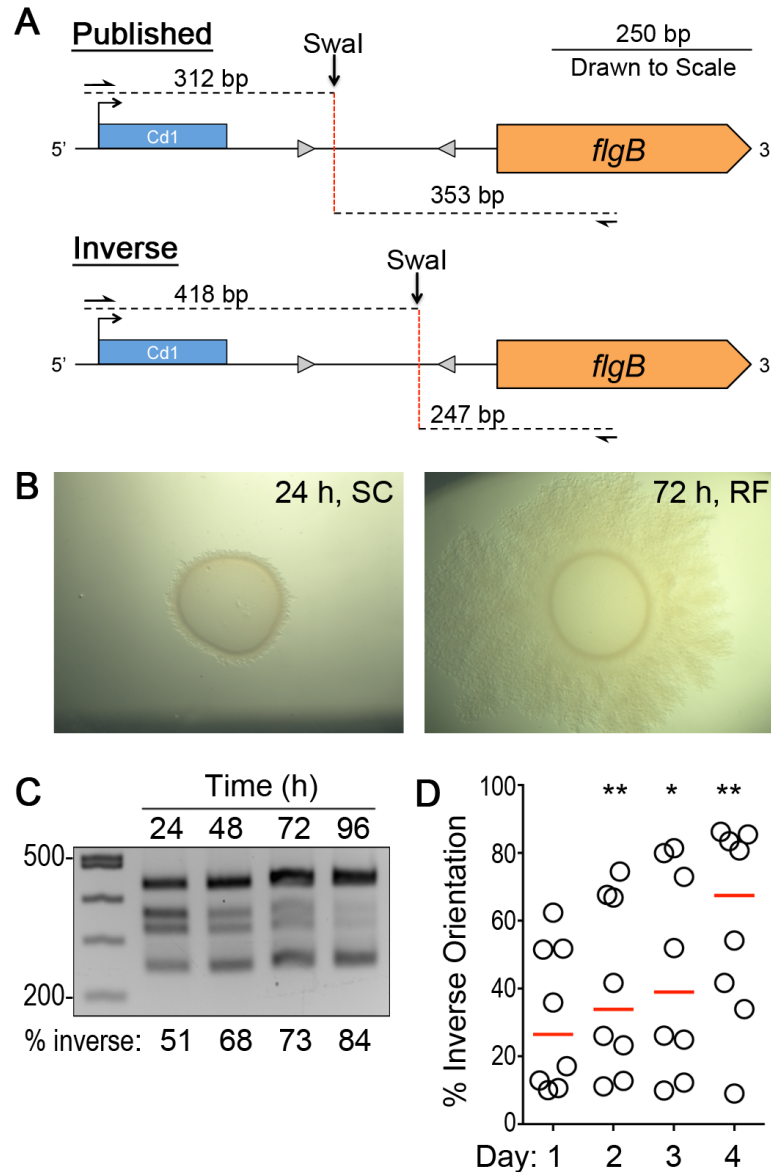 A
Published
SwaI
250 bp
Drawn to Scale
312 bp
5’ Cd1 flgB 3
353 bp
Inverse
SwaI
418 bp
5’ Cd1 flgB 3
247 bp
B
24 h, SC
72 h, RF
C
Time (h)
24 48 72 96
500
200
% inverse: 51 68 73 84
D
% Inverse Orientation
** * **
100
80
60
40
20
0
Day: 1 2 3 4